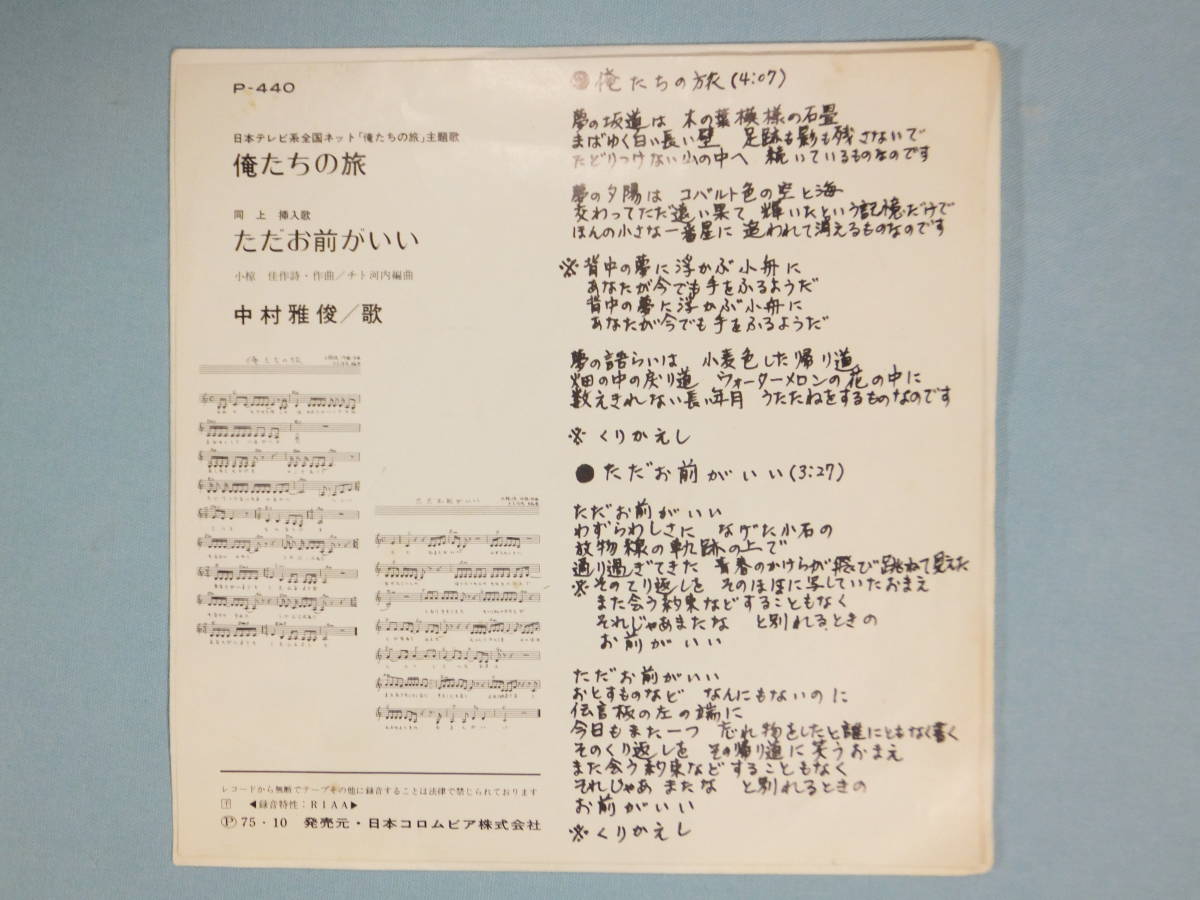 P-440
日本テレビ系全国ネット「俺たちの旅」主題歌
俺たちの旅
同 上 挿入歌
ただお前がいい
小椋 佳作詩・作曲／チト河内編曲
中村雅俊／歌
俺たちの旅
ただお前がいい
レコードから無断でテープその他に録音することは法律で禁じられております
Ⓣ ◀録音特性：RIAA▶
Ⓟ75・10 発売元・日本コロムビア株式会社
俺たちの旅(4:07)
夢の坂道は 木の葉模様の石畳
まばゆく白い長い壁 足跡も影も残さないで
たどりつけない山の中へ 続いているものなのです
夢の夕陽は コバルト色の空と海
交わってただ遠い果て 輝いたという記憶だけで
ほんの小さな一番星に 追われて消えるものなのです
※背中の夢に浮かぶ小舟に
あなたが今でも手をふるようだ
背中の夢に浮かぶ小舟に
あなたが今でも手をふるようだ
夢の語らいは 小麦色した帰り道
畑の中の戻り道 ウォーターメロンの花の中に
数えきれない長い年月 うたたねをするものなのです
※くりかえし
●ただお前がいい(3:27)
ただお前がいい
わずらわしさに なげた小石の
放物線の軌跡の上で
通り過ぎてきた 青春のかけらが飛び跳ねて見えた
※そのてり返しを そのほほに写していたおまえ
また会う約束などすることもなく
それじゃあまたな と別れるときの
お前がいい
ただお前がいい
おとすものなど なんにもないのに
伝言板の左の端に
今日もまた一つ 忘れ物をしたと誰にともなく書く
そのくり返しを その帰り道に笑うおまえ
また会う約束などすることもなく
それじゃあ またな と別れるときの
お前がいい
※くりかえし